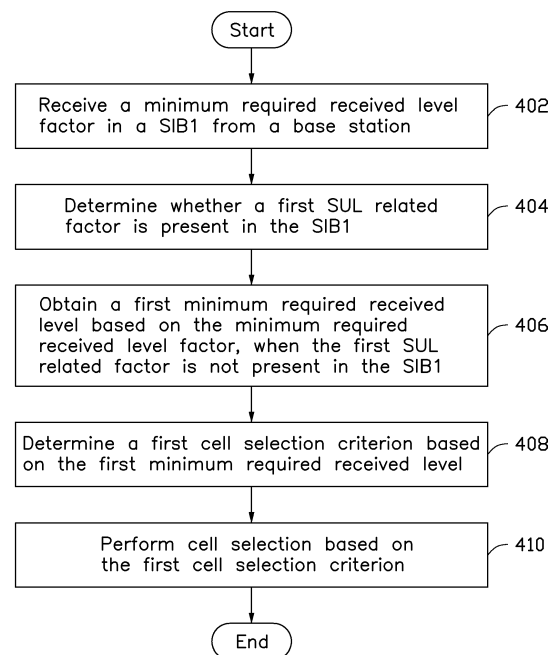 Start
Receive a minimum required received level
factor in a SIB1 from a base station
402
Determine whether a first SUL related
factor is present in the SIB1
404
Obtain a first minimum required received
level based on the minimum required
received level factor, when the first SUL
related factor is not present in the SIB1
406
Determine a first cell selection criterion based
on the first minimum required received level
408
Perform cell selection based on
the first cell selection criterion
410
End